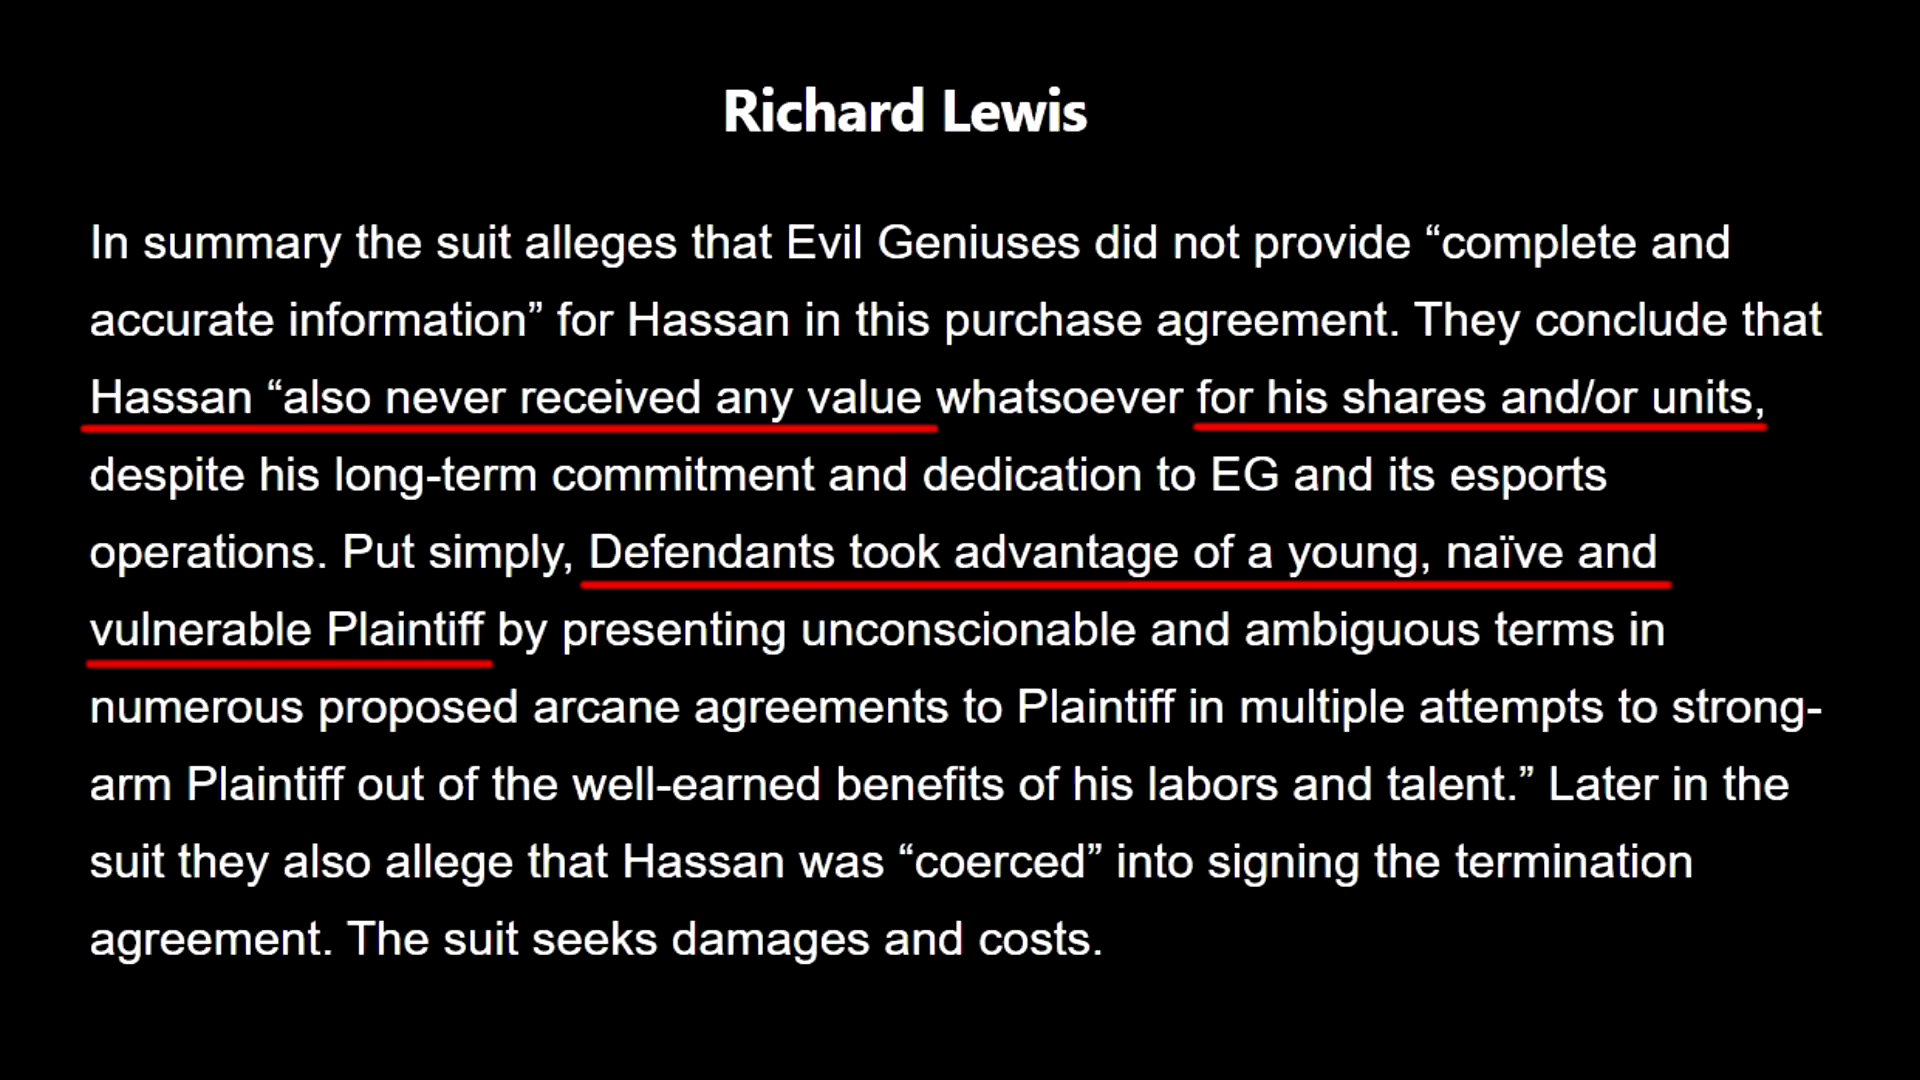 Richard Lewis
In summary the suit alleges that Evil Geniuses did not provide “complete and
accurate information” for Hassan in this purchase agreement. They conclude that
Hassan “also never received any value whatsoever for his shares and/or units,
despite his long-term commitment and dedication to EG and its esports
operations. Put simply, Defendants took advantage of a young, naïve and
vulnerable Plaintiff by presenting unconscionable and ambiguous terms in
numerous proposed arcane agreements to Plaintiff in multiple attempts to strong-
arm Plaintiff out of the well-earned benefits of his labors and talent.” Later in the
suit they also allege that Hassan was “coerced” into signing the termination
agreement. The suit seeks damages and costs.